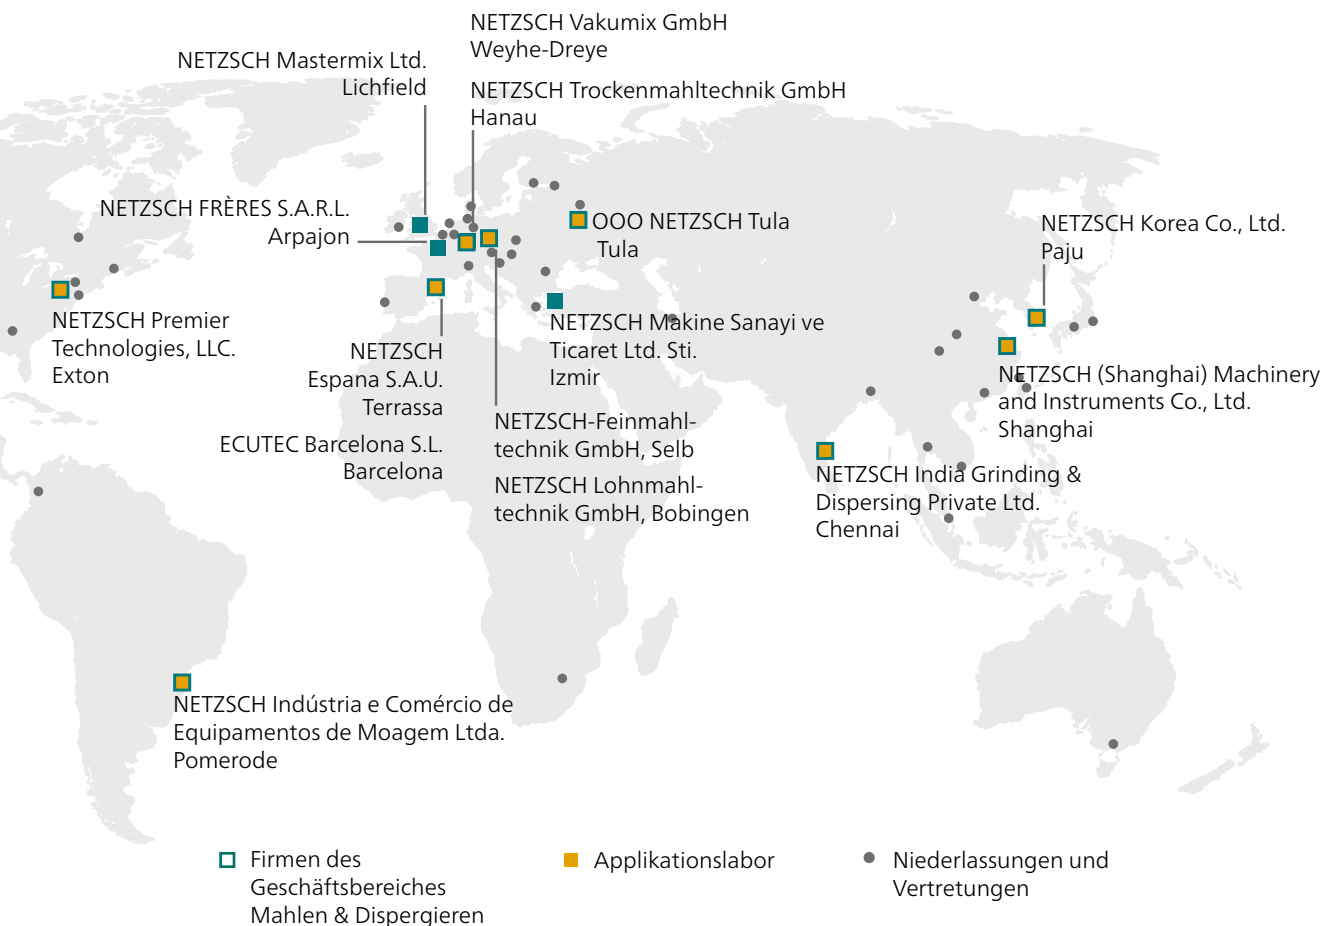 NETZSCH Vakumix GmbH
Weyhe-Dreye
NETZSCH Mastermix Ltd.
Lichfield
NETZSCH Trockenmahltechnik GmbH
Hanau
NETZSCH FRÈRES S.A.R.L.
Arpajon
OOO NETZSCH Tula
Tula
NETZSCH Korea Co., Ltd.
Paju
NETZSCH Premier
Technologies, LLC.
Exton
NETZSCH
Espana S.A.U.
Terrassa
ECUTEC Barcelona S.L.
Barcelona
NETZSCH Makine Sanayi ve
Ticaret Ltd. Sti.
Izmir
NETZSCH-Feinmahl-
technik GmbH, Selb
NETZSCH Lohnmahl-
technik GmbH, Bobingen
NETZSCH (Shanghai) Machinery
and Instruments Co., Ltd.
Shanghai
NETZSCH India Grinding &
Dispersing Private Ltd.
Chennai
NETZSCH Indústria e Comércio de
Equipamentos de Moagem Ltda.
Pomerode
Firmen des
Geschäftsbereiches
Mahlen & Dispergieren
Applikationslabor
Niederlassungen und
Vertretungen